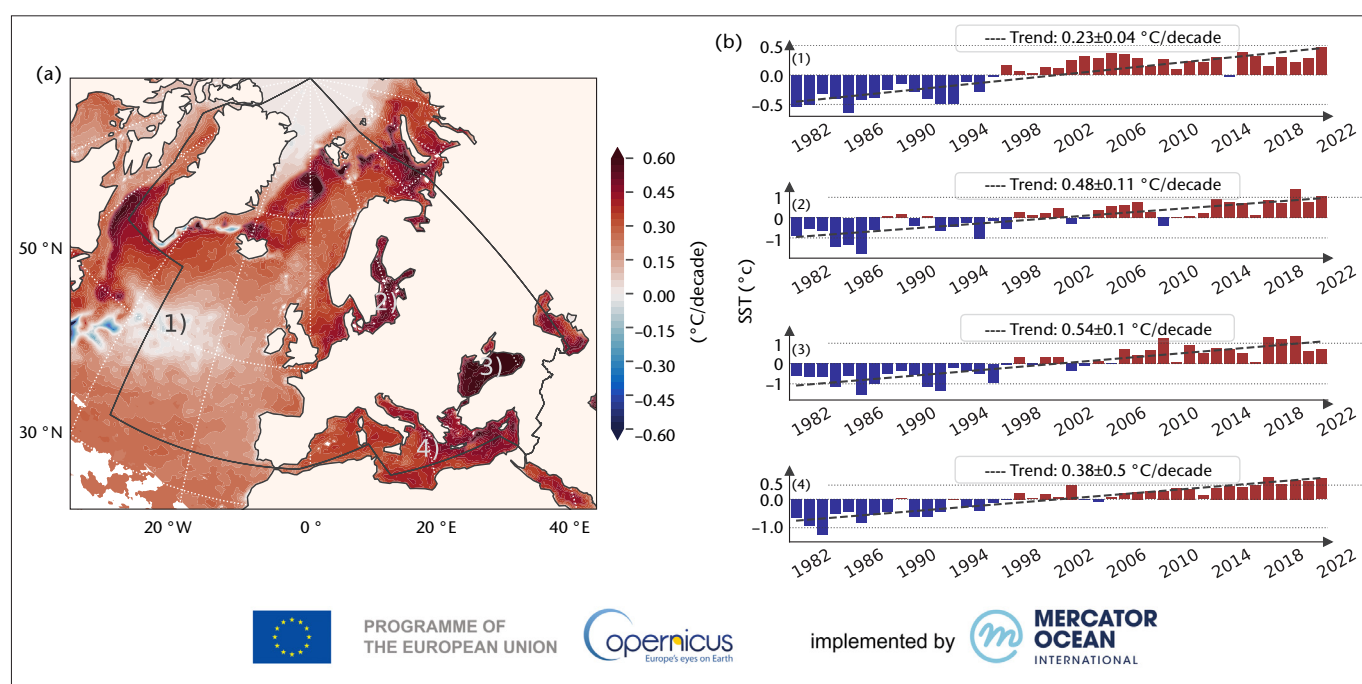 (a)
50 °N
30 °N
20 °W
0 °
20 °E
40 °E
1)
2)
3)
4)
0.60
0.45
0.30
0.15
0.00
−0.15
−0.30
−0.45
−0.60
(°C/decade)
(b)
SST (°c)
---- Trend: 0.23±0.04 °C/decade
(1)
0.5
0.0
−0.5
1982 1986 1990 1994 1998 2002 2006 2010 2014 2018 2022
---- Trend: 0.48±0.11 °C/decade
(2)
1
0
−1
1982 1986 1990 1994 1998 2002 2006 2010 2014 2018 2022
---- Trend: 0.54±0.1 °C/decade
(3)
1
0
−1
1982 1986 1990 1994 1998 2002 2006 2010 2014 2018 2022
---- Trend: 0.38±0.5 °C/decade
(4)
0.5
0.0
−1.0
1982 1986 1990 1994 1998 2002 2006 2010 2014 2018 2022
PROGRAMME OF
THE EUROPEAN UNION
Copernicus
Europe's eyes on Earth
implemented by
MERCATOR
OCEAN
INTERNATIONAL